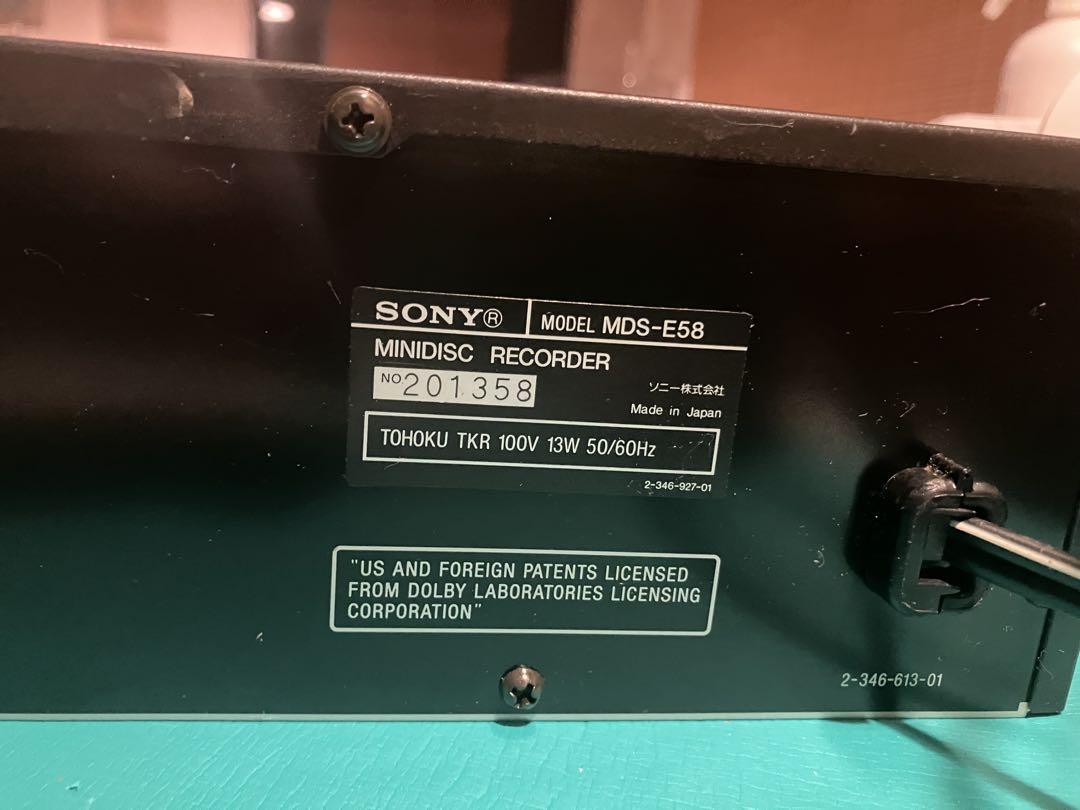 SONY® MODEL MDS-E58
MINIDISC RECORDER
NO.201358
ソニー株式会社
Made in Japan
TOHOKU TKR 100V 13W 50/60Hz
2-346-927-01
"US AND FOREIGN PATENTS LICENSED
FROM DOLBY LABORATORIES LICENSING
CORPORATION"
2-346-613-01